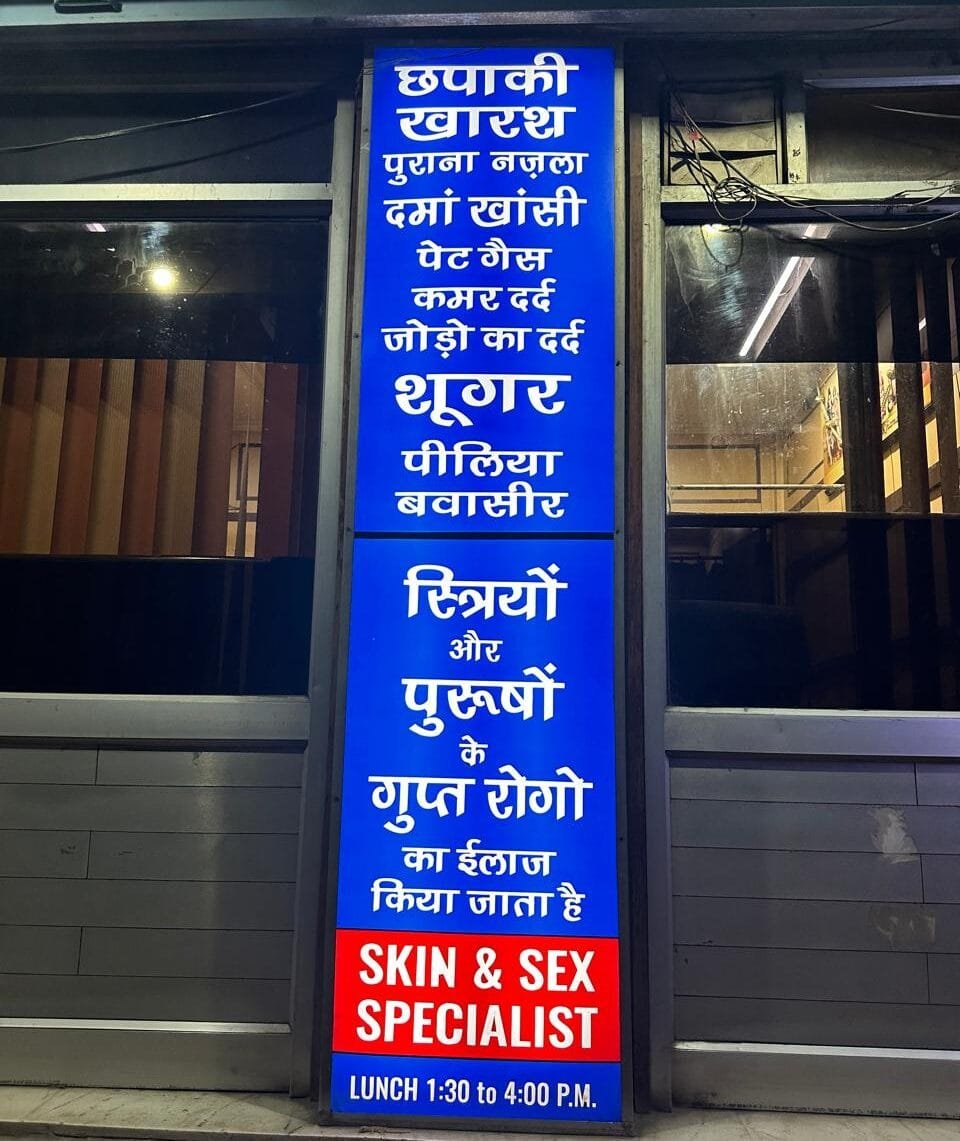 छपाकी
खारश
पुराना नज़ला
दमां खांसी
पेट गैस
कमर दर्द
जोड़ो का दर्द
शूगर
पीलिया
बवासीर
स्त्रियों
और
पुरूषों
के
गुप्त रोगो
का ईलाज
किया जाता है
SKIN & SEX
SPECIALIST
LUNCH 1:30 to 4:00 P.M.